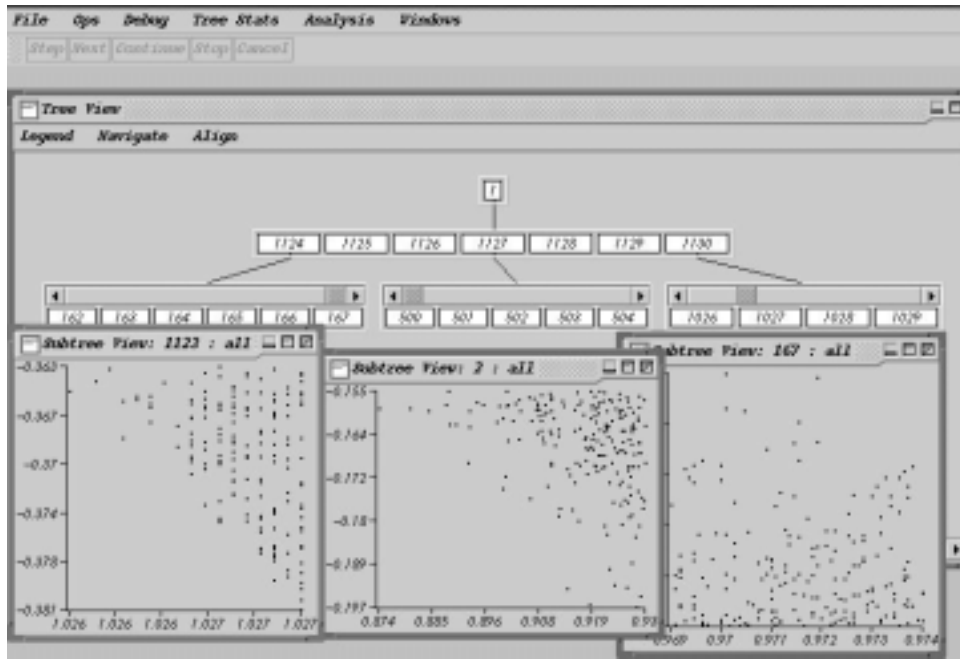 File Ops Debug Tree Stats Analysis Windows
Step Next Continue Stop Cancel
Tree View
Legend Navigate Align
1
1124 1125 1126 1127 1128 1129 1130
162 163 164 165 166 167 500 501 502 503 504 1026 1027 1028 1029
Subtree View: 1123 : all
-0.363
-0.367
-0.37
-0.374
-0.378
-0.381
1.026 1.026 1.026 1.027 1.027 1.027
Subtree View: 2 : all
-0.155
-0.164
-0.172
-0.18
-0.189
-0.197
0.874 0.885 0.896 0.908 0.919
Subtree View: 167 : all
0.969 0.97 0.971 0.972 0.973 0.974